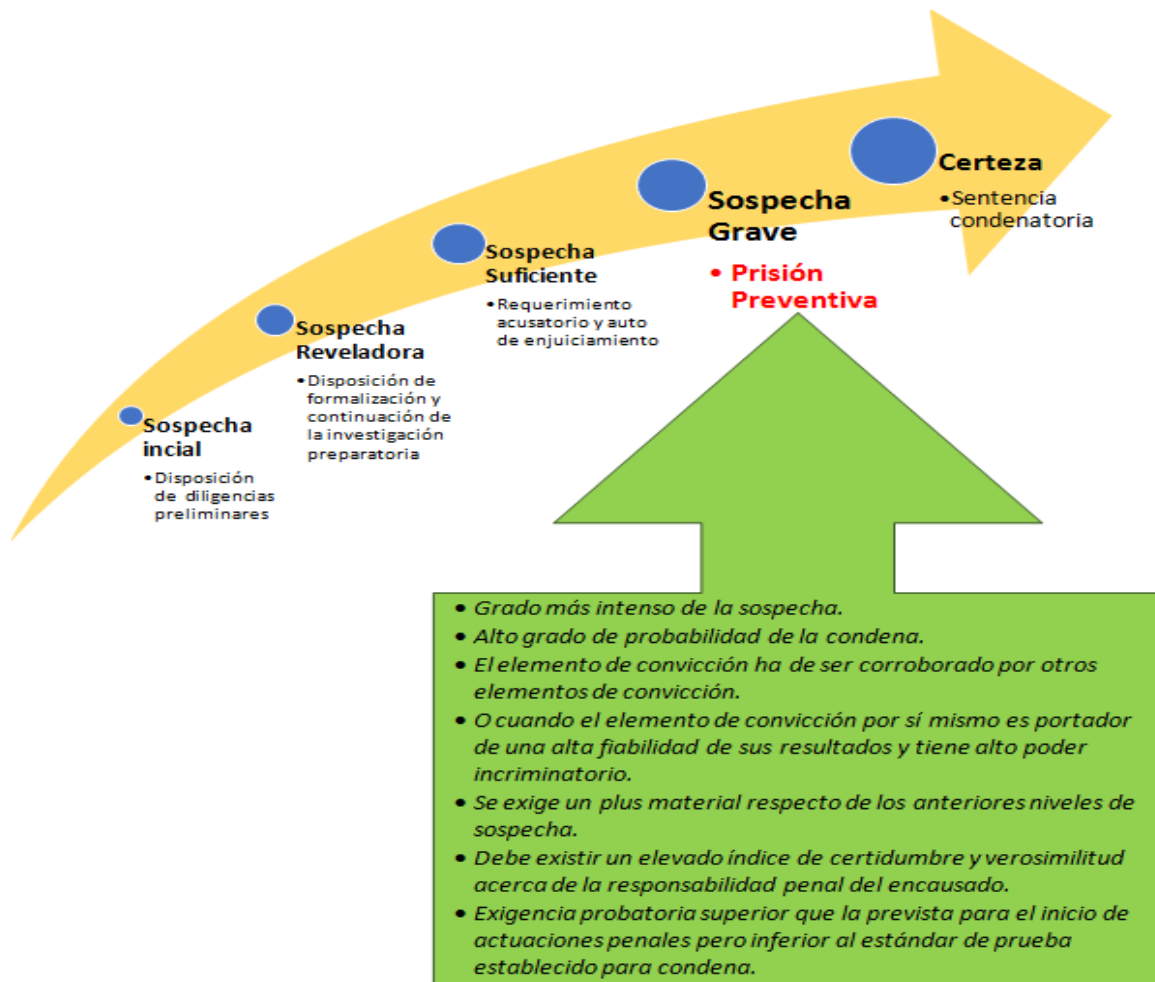 Sospecha
incial
•Disposición
de diligencias
preliminares
Sospecha
Reveladora
•Disposición de
formalización y
continuación de
la investigación
preparatoria
Sospecha
Suficiente
•Requerimiento
acusatorio y auto
de enjuiciamiento
Sospecha
Grave
• Prisión
Preventiva
Certeza
•Sentencia
condenatoria
• Grado más intenso de la sospecha.
• Alto grado de probabilidad de la condena.
• El elemento de convicción ha de ser corroborado por otros
elementos de convicción.
• O cuando el elemento de convicción por sí mismo es portador
de una alta fiabilidad de sus resultados y tiene alto poder
incriminatorio.
• Se exige un plus material respecto de los anteriores niveles de
sospecha.
• Debe existir un elevado índice de certidumbre y verosimilitud
acerca de la responsabilidad penal del encausado.
• Exigencia probatoria superior que la prevista para el inicio de
actuaciones penales pero inferior al estándar de prueba
establecido para condena.